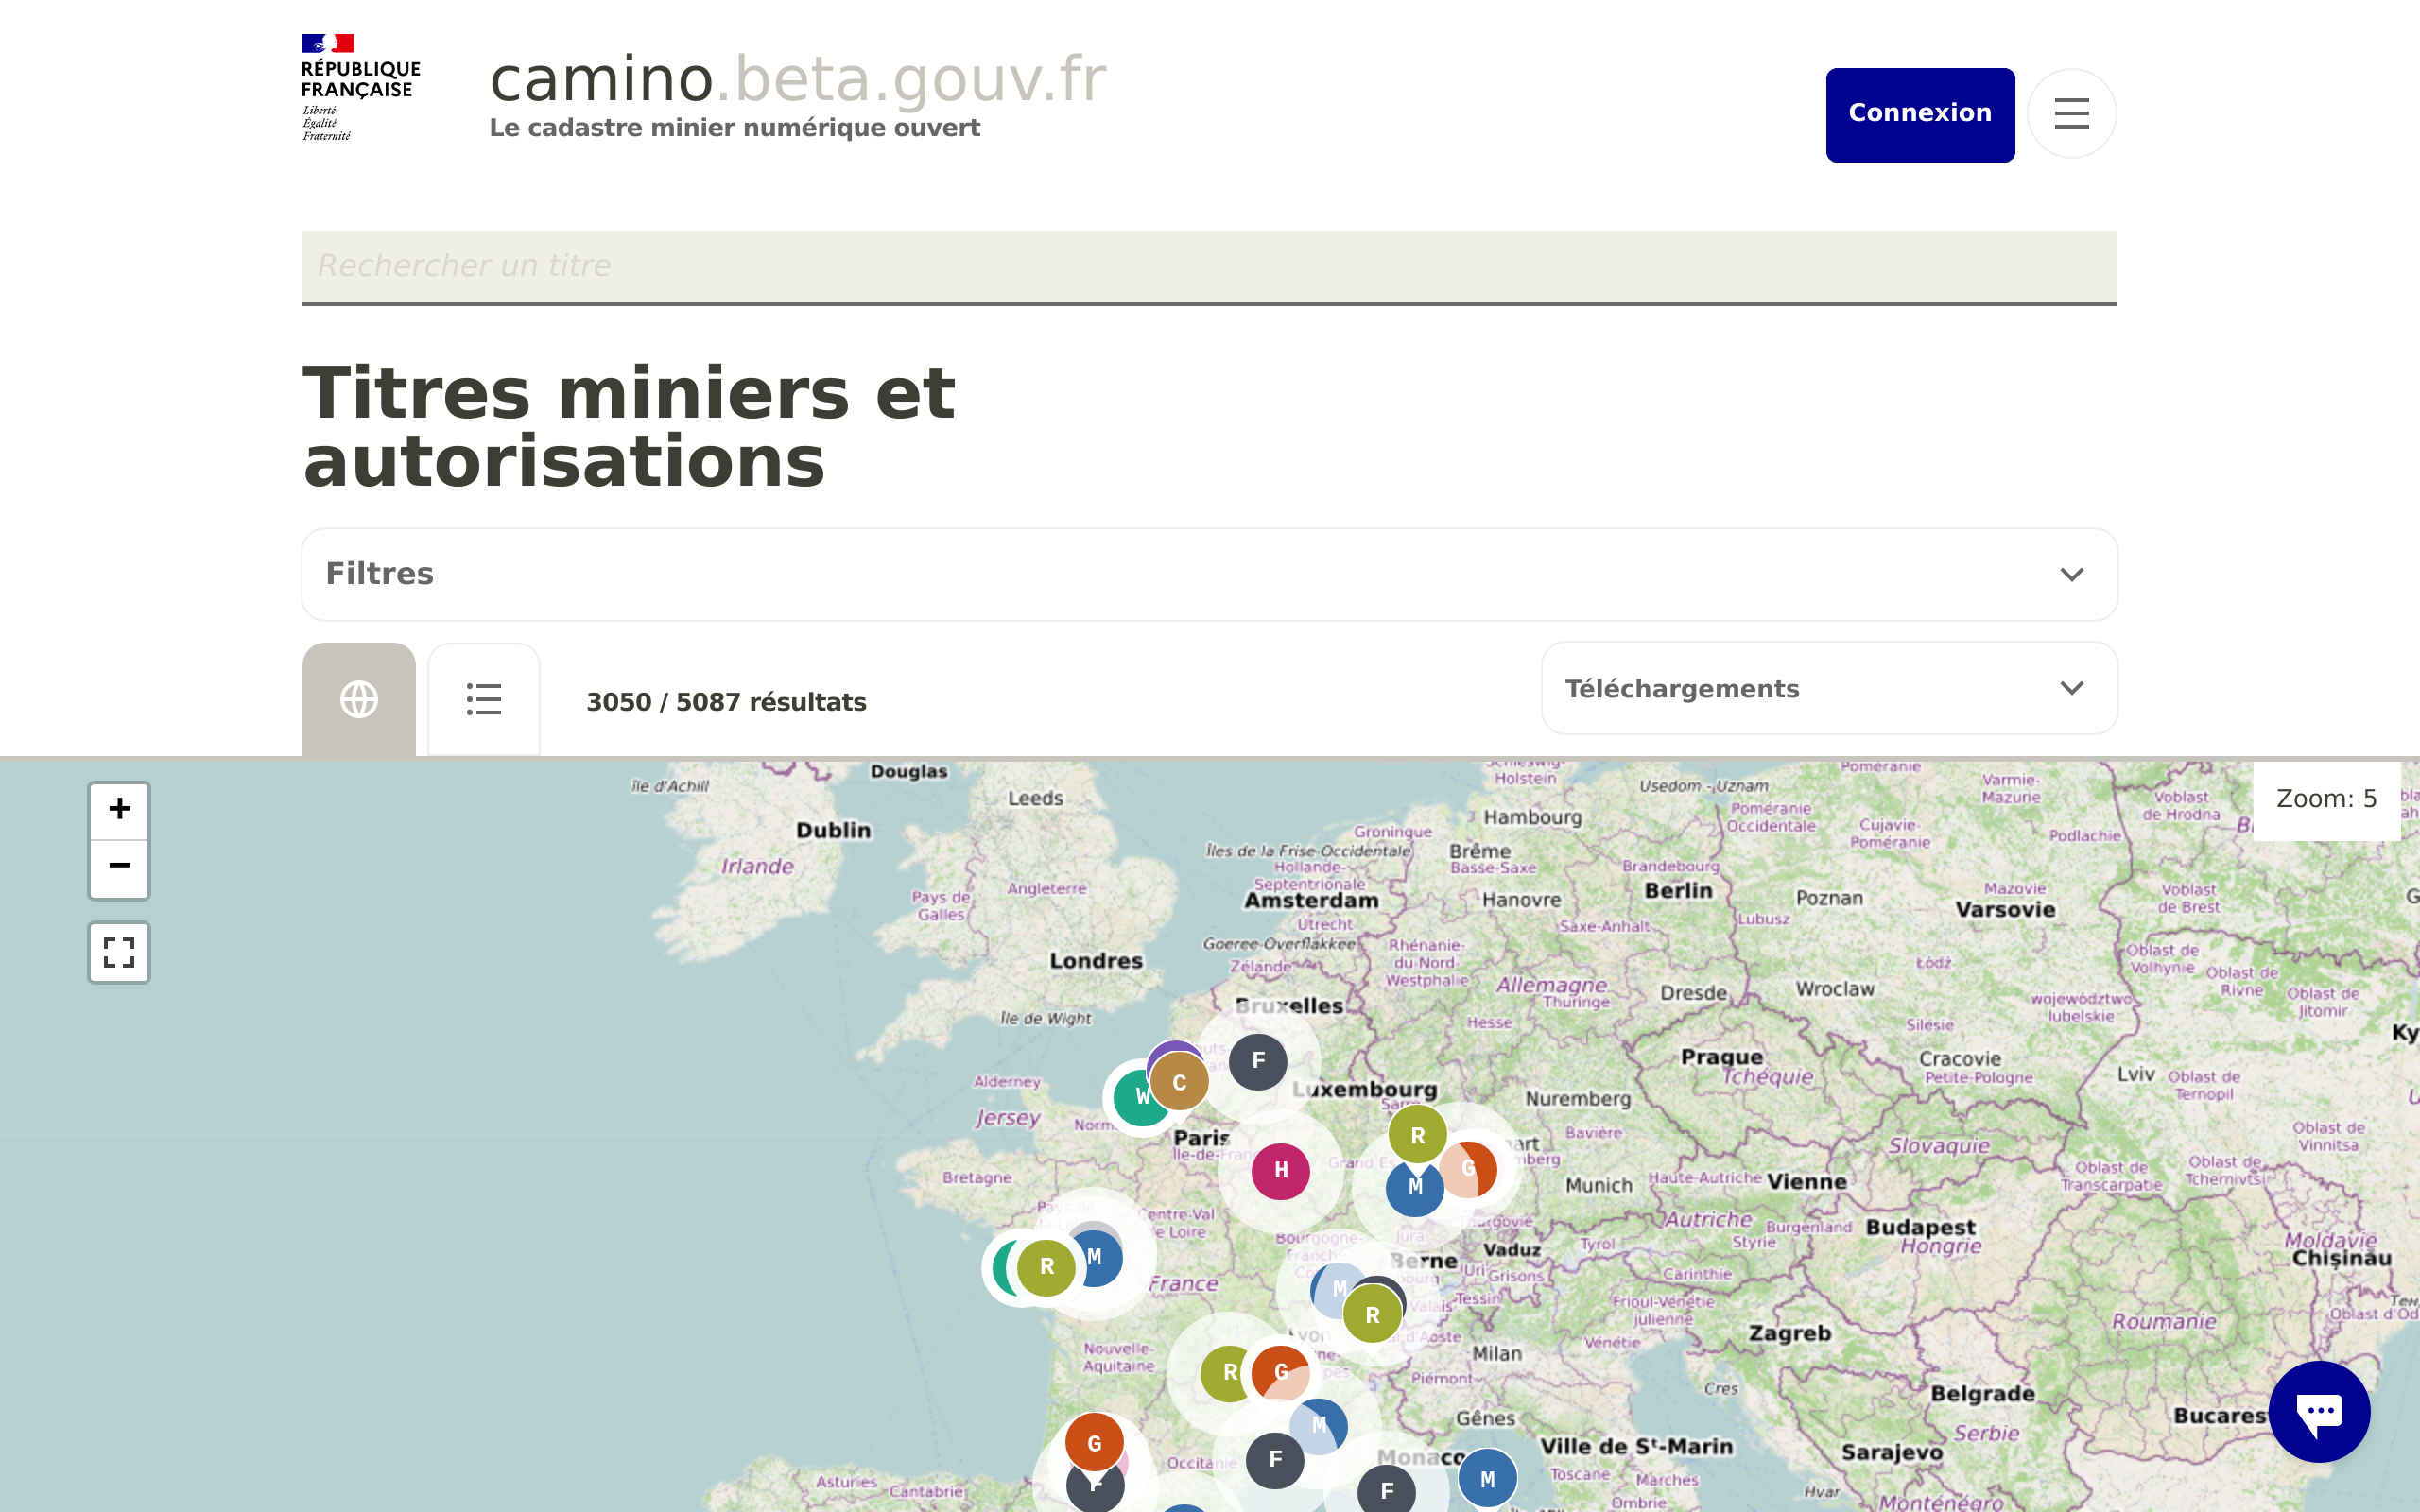 RÉPUBLIQUE
FRANÇAISE
Liberté
Égalité
Fraternité
camino.beta.gouv.fr
Le cadastre minier numérique ouvert
Connexion
Rechercher un titre
Titres miniers et
autorisations
Filtres
3050 / 5087 résultats
Téléchargements
+
−
Zoom: 5
Île d'Achill
Douglas
Leeds
Dublin
Irlande
Pays de
Galles
Angleterre
Londres
Île de Wight
Holstein
Hambourg
Groningue
Îles de la Frise-Occidentale
Brême
Basse-Saxe
Hollande-
Septentrionale
Amsterdam
Hanovre
Utrecht
Goeree-Overflakkee
Zélande
Rhénanie-
du-Nord-
Westphalie
Bruxelles
Usedom - Uznam
Poméranie
Occidentale
Poméranie
Varmie-
Mazurie
Cujavie-
Poméranie
Podlachie
Voblast
de Hrodna
Brandebourg
Berlin
Lubusz
Saxe-Anhalt
Poznan
Mazovie
Varsovie
Voblast
de Brest
Allemagne
Thuringe
Dresde
Wroclaw
Łódź
Oblast de
Volhynie
Oblast de
Rivne
Oblast de
Jitomir
województwo
lubelskie
Hesse
Silésie
Ky
Prague
Tchéquie
Cracovie
Petite-Pologne
Lviv
Oblast de
Ternopil
Luxembourg
Nuremberg
Alderney
Jersey
Paris
Bretagne
Bavière
Slovaquie
Oblast de
Vinnitsa
Oblast de
Transcarpatie
Oblast de
Tchernivtsi
Munich
Haute-Autriche
Vienne
Autriche
Styrie
Burgenland
Budapest
Hongrie
Moldavie
Chișinău
Centre-Val
de Loire
France
Jura
Berne
Vaduz
Uri
Grisons
Tyrol
Tessin
Carinthie
Frioul-Vénétie
julienne
Vénétie
Zagreb
Roumanie
Nouvelle-
Aquitaine
Milan
Piémont
Cres
Belgrade
Serbie
Bucares
Gênes
Monaco
Ville de Sᵗ-Marin
Sarajevo
Occitanie
Toscane
Marches
Ombrie
Hvar
Monténégro
Asturies
Cantabrie
F
C
W
H
R
G
M
R
M
M
R
R
G
M
G
F
F
F
M